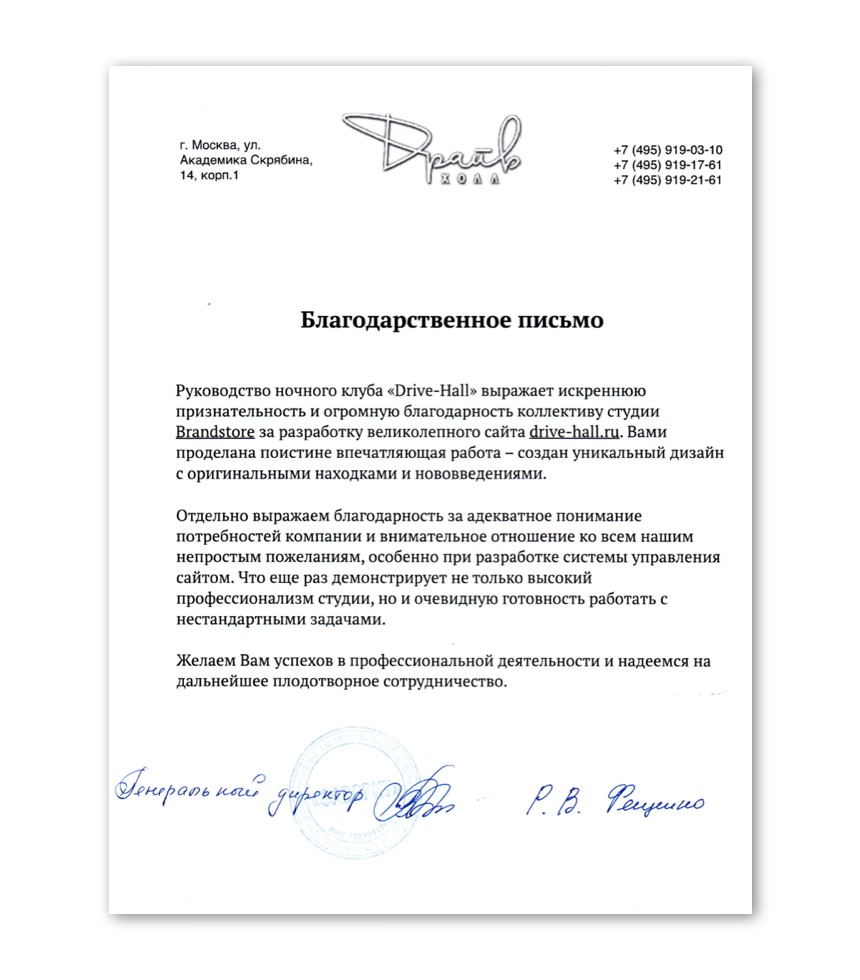 г. Москва, ул.
Академика Скрябина,
14, корп.1
Драйв
ХОЛЛ
+7 (495) 919-03-10
+7 (495) 919-17-61
+7 (495) 919-21-61
Благодарственное письмо
Руководство ночного клуба «Drive-Hall» выражает искреннюю
признательность и огромную благодарность коллективу студии
Brandstore за разработку великолепного сайта drive-hall.ru. Вами
проделана поистине впечатляющая работа – создан уникальный дизайн
с оригинальными находками и нововведениями.
Отдельно выражаем благодарность за адекватное понимание
потребностей компании и внимательное отношение ко всем нашим
непростым пожеланиям, особенно при разработке системы управления
сайтом. Что еще раз демонстрирует не только высокий
профессионализм студии, но и очевидную готовность работать с
нестандартными задачами.
Желаем Вам успехов в профессиональной деятельности и надеемся на
дальнейшее плодотворное сотрудничество.
Генеральный директор Р. В. Фещенко